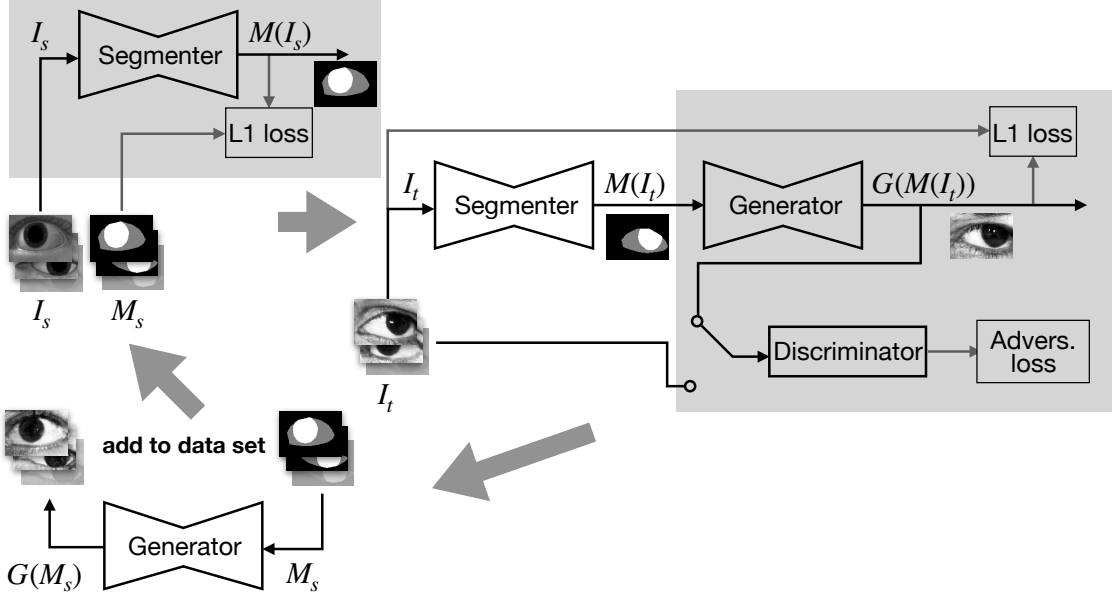 I_s
Segmenter
M(I_s)
L1 loss
I_s
M_s
I_t
Segmenter
M(I_t)
Generator
G(M(I_t))
L1 loss
I_t
Discriminator
Advers.
loss
add to data set
Generator
G(M_s)
M_s